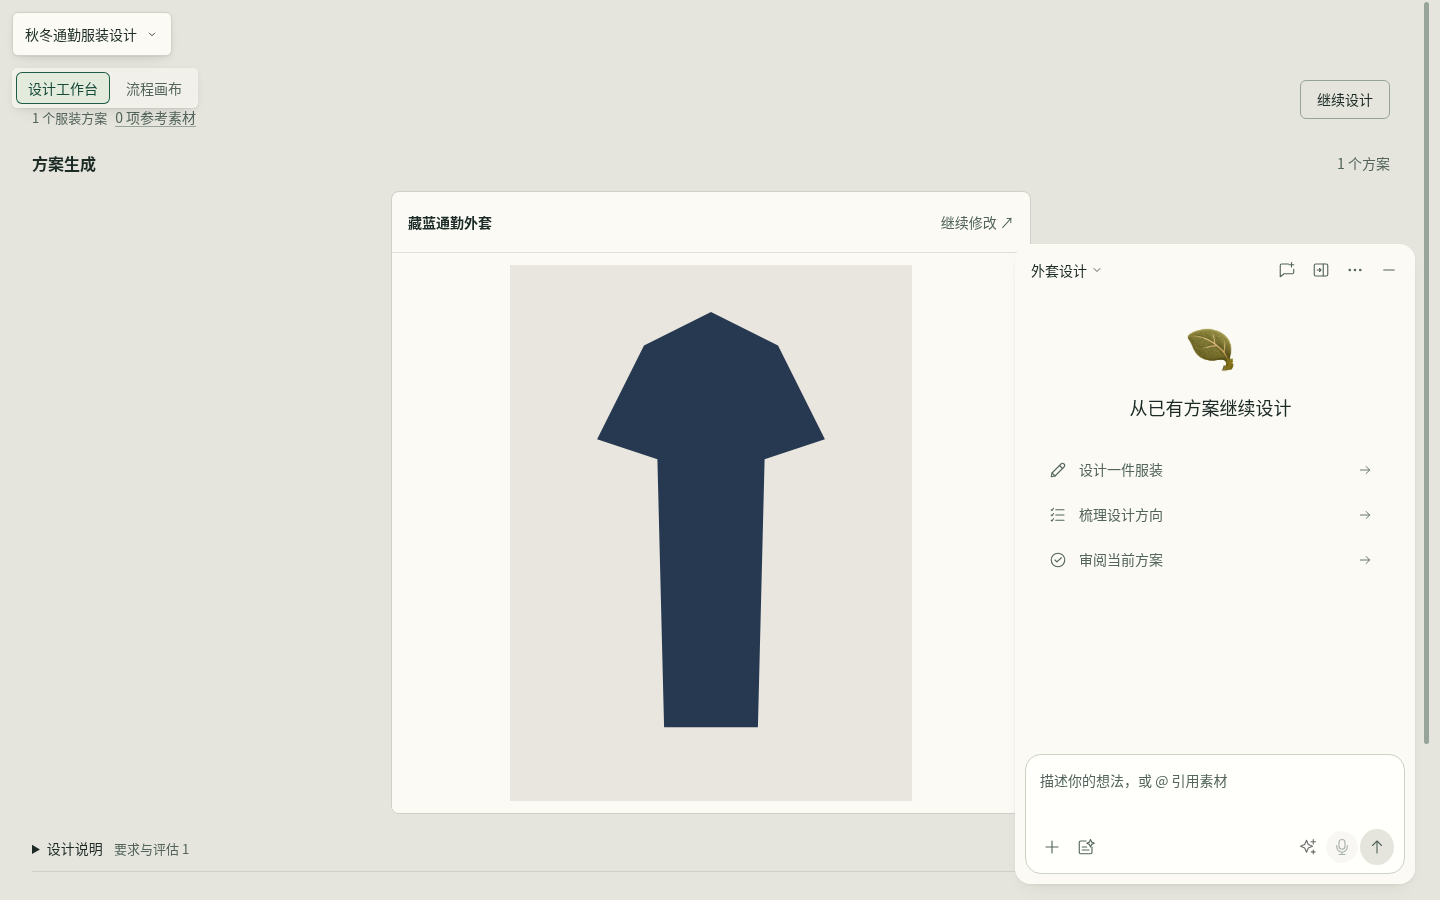 秋冬通勤服装设计
设计工作台 流程画布
继续设计
1 个服装方案 0 项参考素材
方案生成
1 个方案
藏蓝通勤外套
继续修改 ↗
外套设计
从已有方案继续设计
设计一件服装 →
梳理设计方向 →
审阅当前方案 →
描述你的想法，或 @ 引用素材
设计说明 要求与评估 1